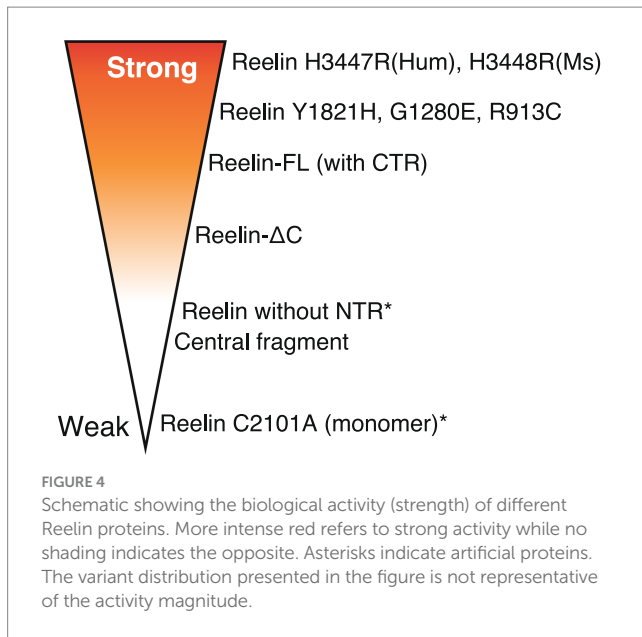 Strong
Reelin H3447R(Hum), H3448R(Ms)
Reelin Y1821H, G1280E, R913C
Reelin-FL (with CTR)
Reelin-ΔC
Reelin without NTR*
Central fragment
Weak
Reelin C2101A (monomer)*
FIGURE 4
Schematic showing the biological activity (strength) of different
Reelin proteins. More intense red refers to strong activity while no
shading indicates the opposite. Asterisks indicate artificial proteins.
The variant distribution presented in the figure is not representative
of the activity magnitude.